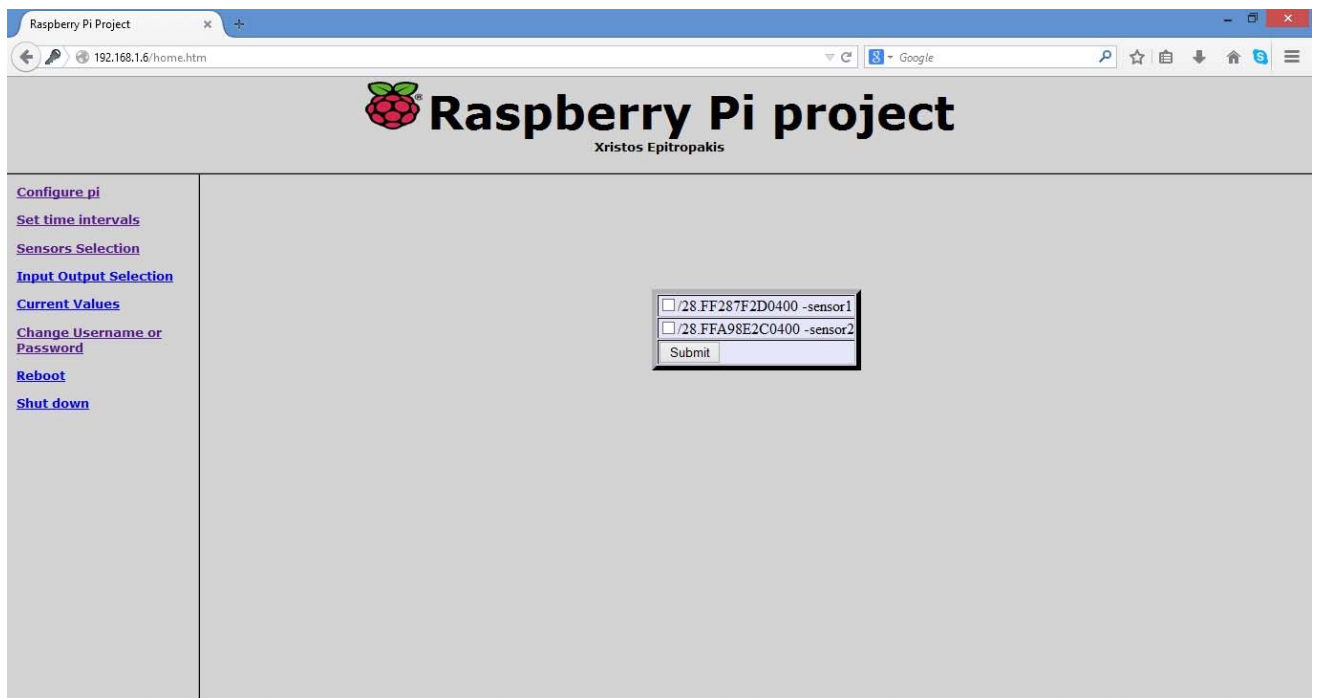 Raspberry Pi Project
192.168.1.6/home.htm
8 Google
S
Raspberry Pi project
®
Xristos Epitropakis
Configure pi
Set time intervals
Sensors Selection
Input Output Selection
Current Values
Change Username or
Password
Reboot
Shut down
/28.FF287F2D0400 -sensor1
/28.FFA98E2C0400 -sensor2
Submit